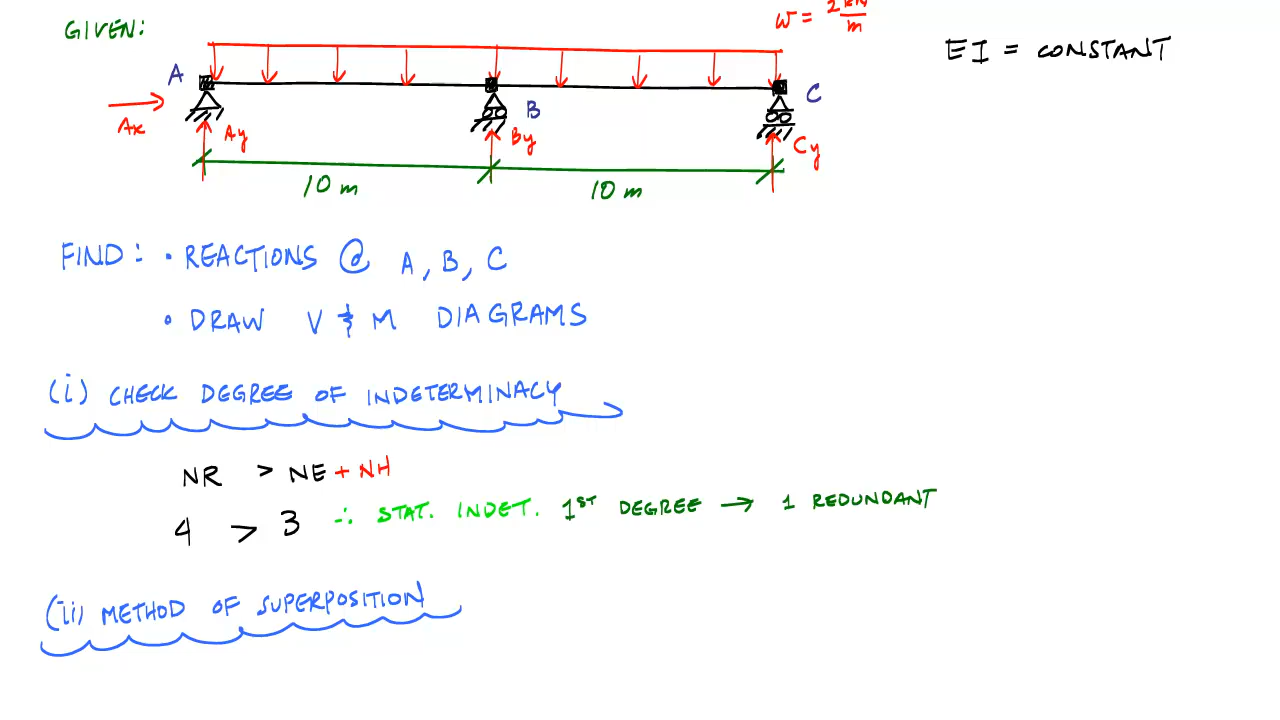 GIVEN:
W = 2 kN/m
EI = CONSTANT
A
B
C
Ax
Ay
By
Cy
10 m
10 m
FIND: • REACTIONS @ A, B, C
• DRAW V & M DIAGRAMS
(i) CHECK DEGREE OF INDETERMINACY
NR > NE + NH
4 > 3 ∴ STAT. INDET. 1ST DEGREE → 1 REDUNDANT
(ii) METHOD OF SUPERPOSITION